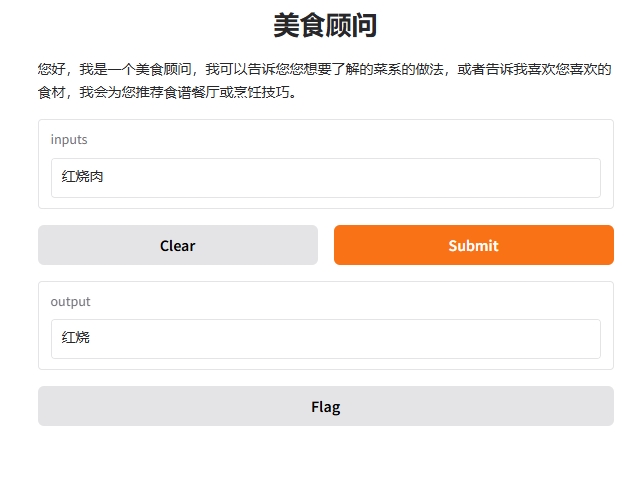 美食顾问
您好，我是一个美食顾问，我可以告诉您您想要了解的菜系的做法，或者告诉我喜欢您喜欢的
食材，我会为您推荐食谱餐厅或烹饪技巧。
inputs
红烧肉
Clear
Submit
output
红烧
Flag